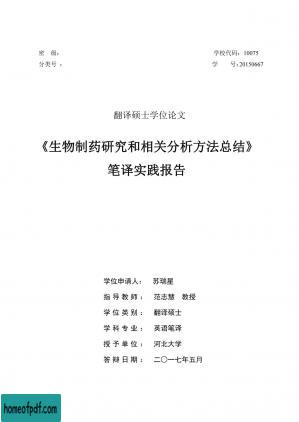 密 级： 学校代码：10075
分类号： 学 号:20150667
翻译硕士学位论文
《生物制药研究和相关分析方法总结》
笔译实践报告
学位申请人： 苏瑞星
指导教师： 范志慧 教授
学位类别： 翻译硕士
学科专业： 英语笔译
授予单位： 河北大学
答辩日期： 二〇一七年五月
homeofpdf.com